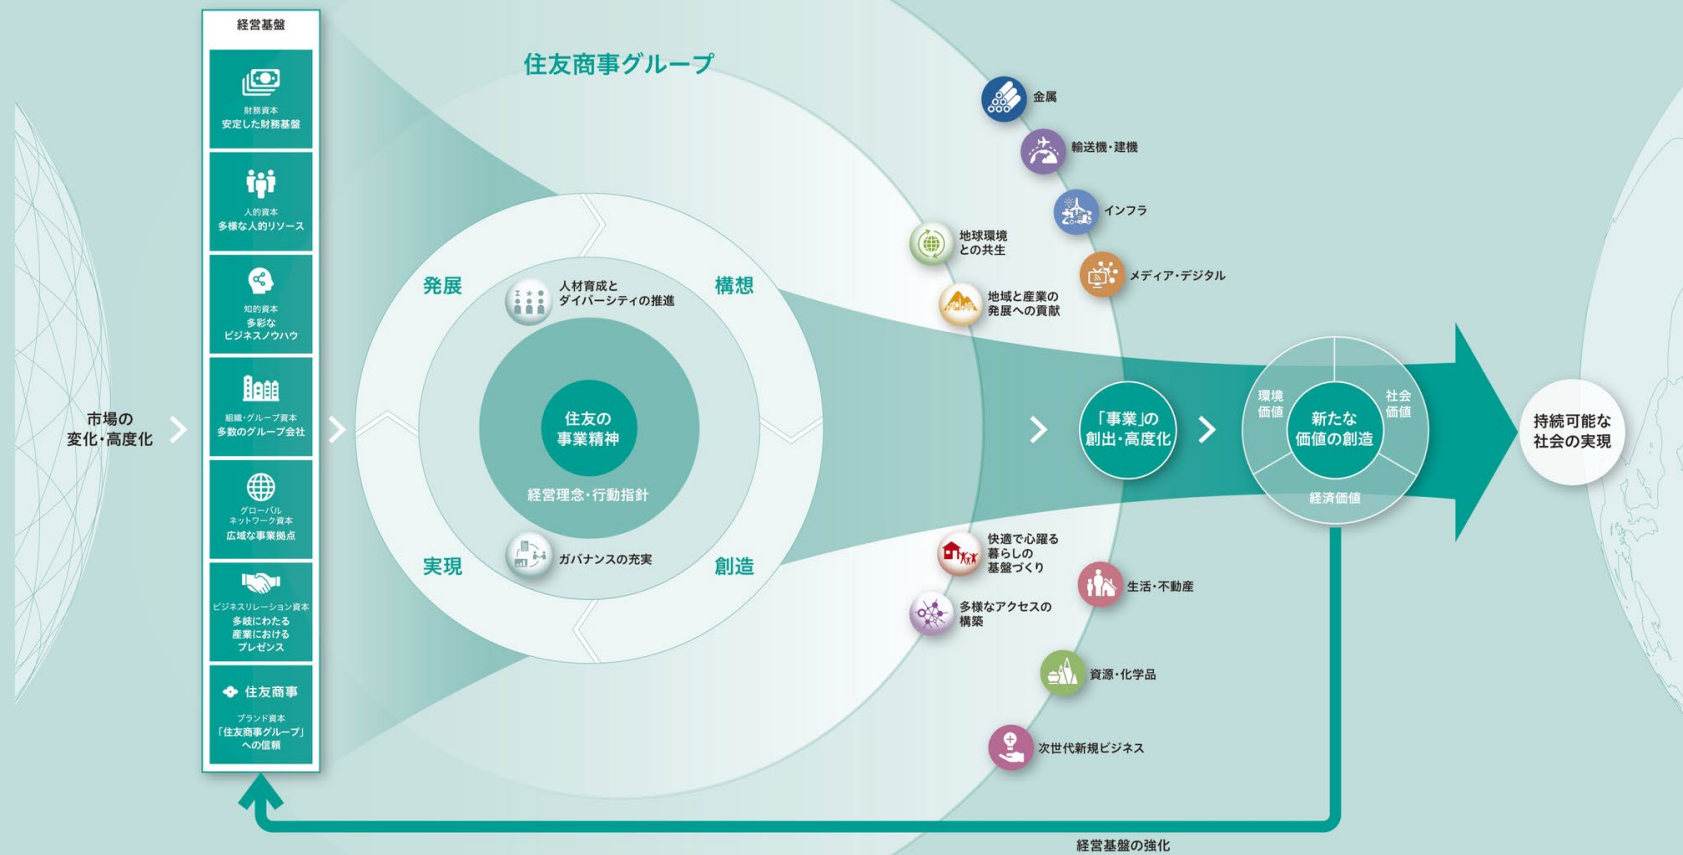 経営基盤
財務資本
安定した財務基盤
人的資本
多様な人的リソース
知的資本
多彩な
ビジネスノウハウ
組織・グループ資本
多数のグループ会社
グローバル
ネットワーク資本
広域な事業拠点
ビジネスリレーション資本
多岐にわたる
産業における
プレゼンス
住友商事
ブランド資本
「住友商事グループ」
への信頼
市場の
変化・高度化
住友商事グループ
発展
構想
実現
創造
人材育成と
ダイバーシティの推進
住友の
事業精神
経営理念・行動指針
ガバナンスの充実
地球環境
との共生
地域と産業の
発展への貢献
快適で心躍る
暮らしの
基盤づくり
多様なアクセスの
構築
金属
輸送機・建機
インフラ
メディア・デジタル
生活・不動産
資源・化学品
次世代新規ビジネス
「事業」の
創出・高度化
環境
価値
社会
価値
新たな
価値の創造
経済価値
持続可能な
社会の実現
経営基盤の強化